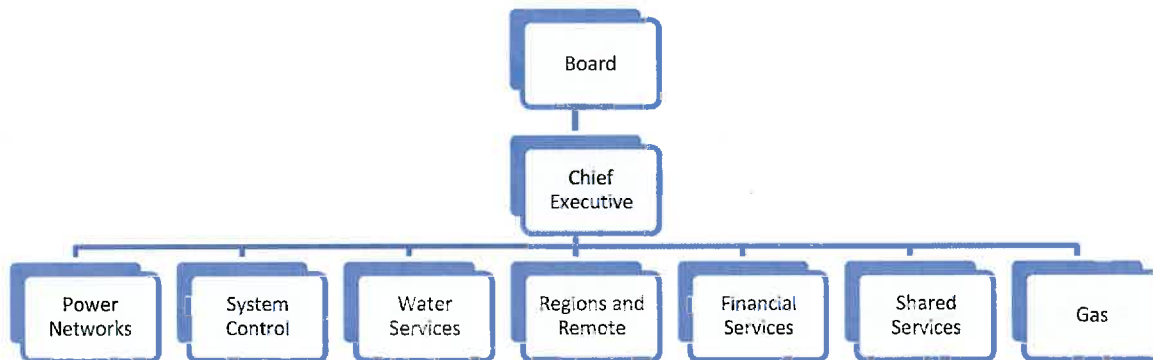 Board
Chief
Executive
Power
Networks
System
Control
Water
Services
Regions and
Remote
Financial
Services
Shared
Services
Gas